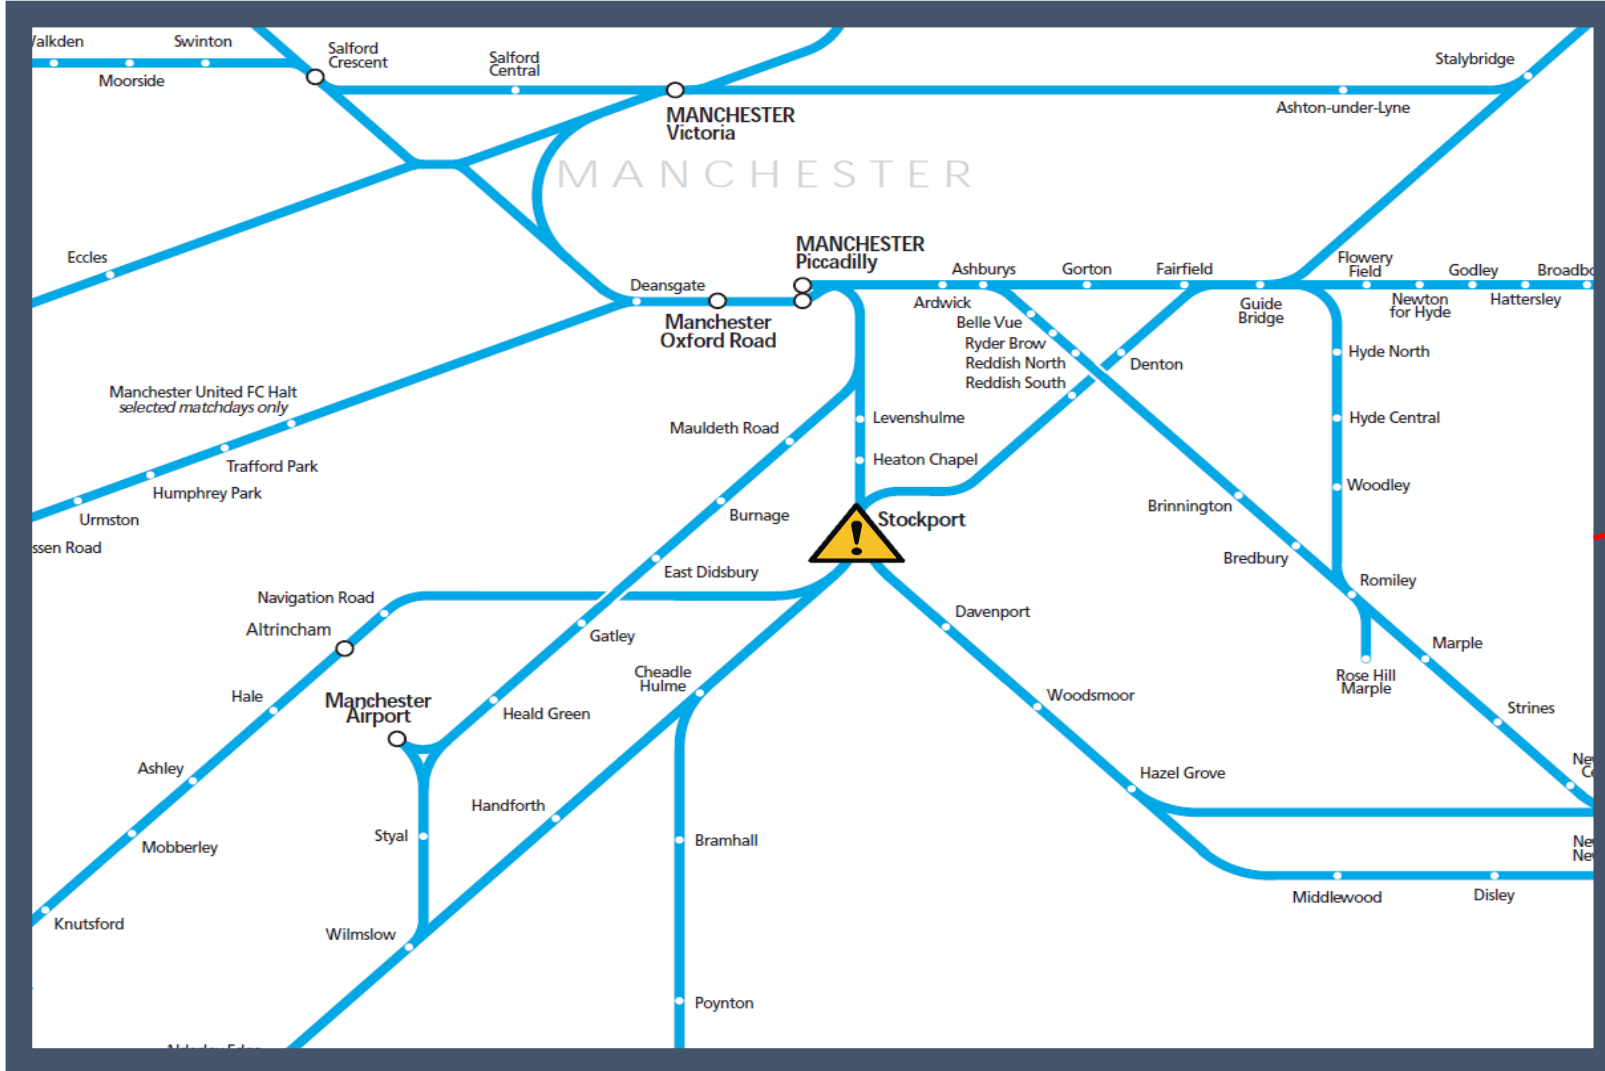 Swinton
Moorside
Salford
Crescent
Salford
Central
Stalybridge
Ashton-under-Lyne
MANCHESTER
Victoria
MANCHESTER
Eccles
MANCHESTER
Piccadilly
Deansgate
Manchester
Oxford Road
Ardwick
Ashburys
Gorton
Fairfield
Guide
Bridge
Flowery
Field
Newton
for Hyde
Godley
Hattersley
Belle Vue
Ryder Brow
Reddish North
Reddish South
Denton
Hyde North
Hyde Central
Woodley
Manchester United FC Halt
selected matchdays only
Trafford Park
Humphrey Park
Urmston
ssen Road
Mauldeth Road
Levenshulme
Heaton Chapel
Burnage
Stockport
Brinnington
Bredbury
Romiley
East Didsbury
Navigation Road
Altrincham
Gatley
Davenport
Marple
Rose Hill
Marple
Cheadle
Hulme
Hale
Manchester
Airport
Heald Green
Woodsmoor
Strines
Ashley
Handforth
Hazel Grove
Styal
Mobberley
Bramhall
Middlewood
Disley
Knutsford
Wilmslow
Poynton